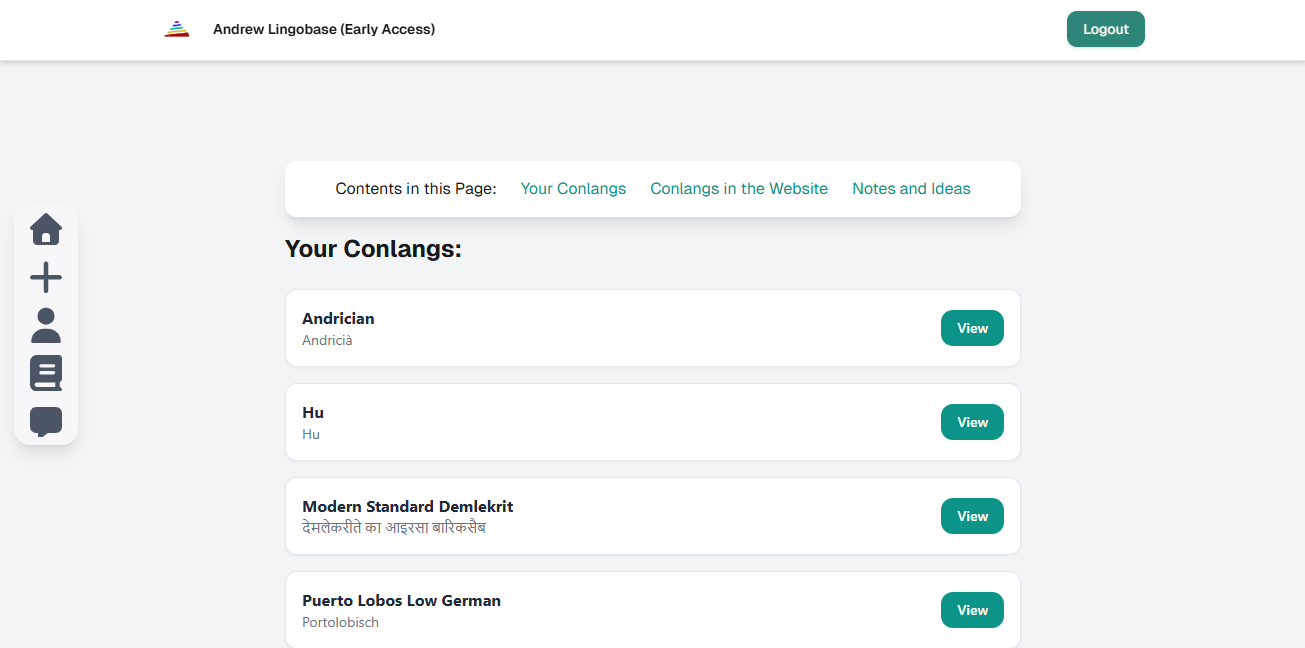 Andrew Lingobase (Early Access)
Logout
Contents in this Page: Your Conlangs Conlangs in the Website Notes and Ideas
Your Conlangs:
Andrician
Andricià
View
Hu
Hu
View
Modern Standard Demlekrit
देमलेकरीते का आइरसा बारिकसैब
View
Puerto Lobos Low German
Portolobisch
View